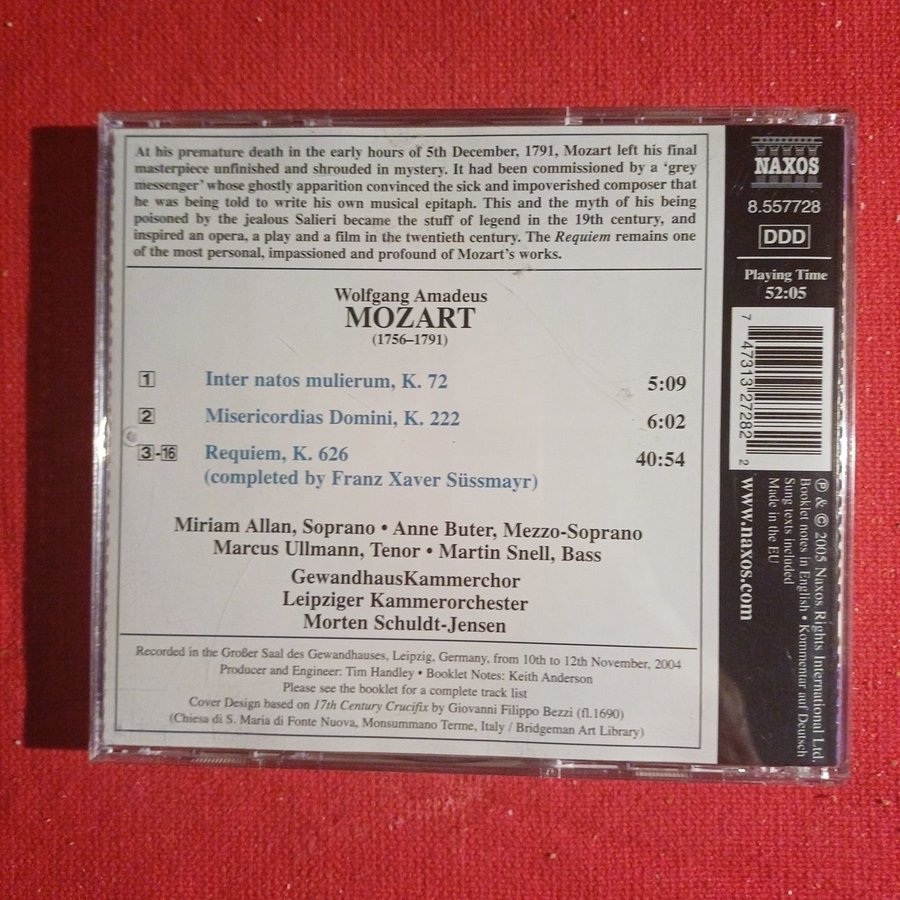 At his premature death in the early hours of 5th December, 1791, Mozart left his final
masterpiece unfinished and shrouded in mystery. It had been commissioned by a ‘grey
messenger’ whose ghostly apparition convinced the sick and impoverished composer that
he was being told to write his own musical epitaph. This and the myth of his being
poisoned by the jealous Salieri became the stuff of legend in the 19th century, and
inspired an opera, a play and a film in the twentieth century. The Requiem remains one
of the most personal, impassioned and profound of Mozart’s works.
Wolfgang Amadeus
MOZART
(1756–1791)
1 Inter natos mulierum, K. 72 5:09
2 Misericordias Domini, K. 222 6:02
3-16 Requiem, K. 626 40:54
(completed by Franz Xaver Süssmayr)
Miriam Allan, Soprano • Anne Buter, Mezzo-Soprano
Marcus Ullmann, Tenor • Martin Snell, Bass
GewandhausKammerchor
Leipziger Kammerorchester
Morten Schuldt-Jensen
Recorded in the Großer Saal des Gewandhauses, Leipzig, Germany, from 10th to 12th November, 2004
Producer and Engineer: Tim Handley • Booklet Notes: Keith Anderson
Please see the booklet for a complete track list
Cover Design based on 17th Century Crucifix by Giovanni Filippo Bezzi (fl.1690)
(Chiesa di S. Maria di Fonte Nuova, Monsummano Terme, Italy / Bridgeman Art Library)
NAXOS
8.557728
DDD
Playing Time
52:05
7 47313 27282 2
℗ & © 2005 Naxos Rights International Ltd.
Booklet notes in English • Kommentar auf Deutsch
Sung texts included
Made in the EU
www.naxos.com